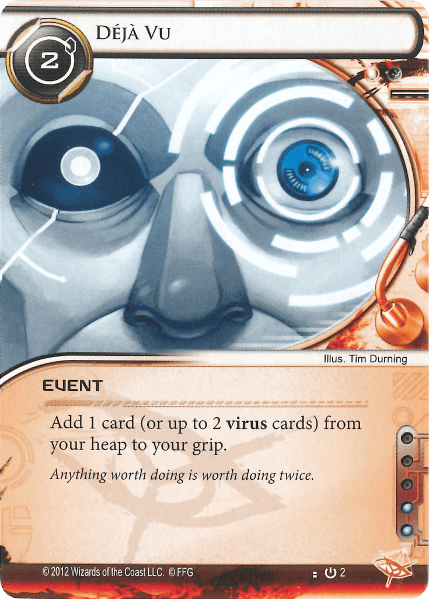 DÉJÀ VU
2
Illus. Tim Durning
EVENT
Add 1 card (or up to 2 virus cards) from
your heap to your grip.
Anything worth doing is worth doing twice.
© 2012 Wizards of the Coast LLC. © FFG
2